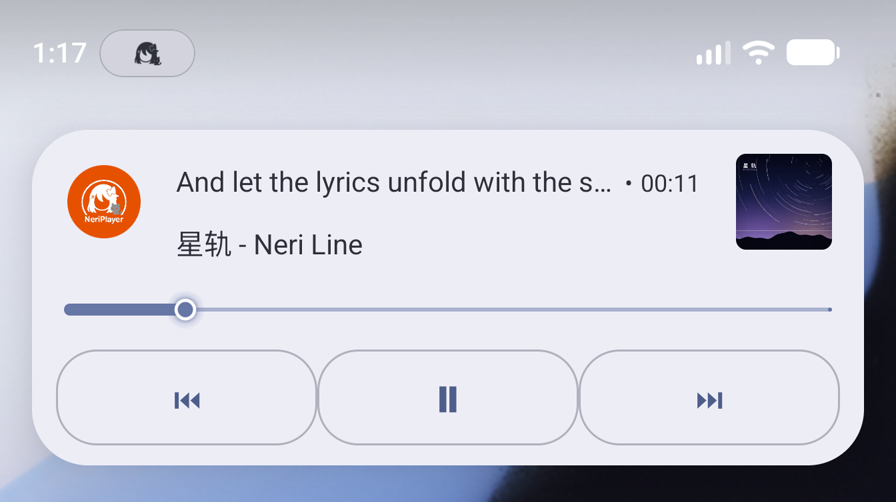 1:17
NeriPlayer
And let the lyrics unfold with the s... • 00:11
星轨 - Neri Line
星轨